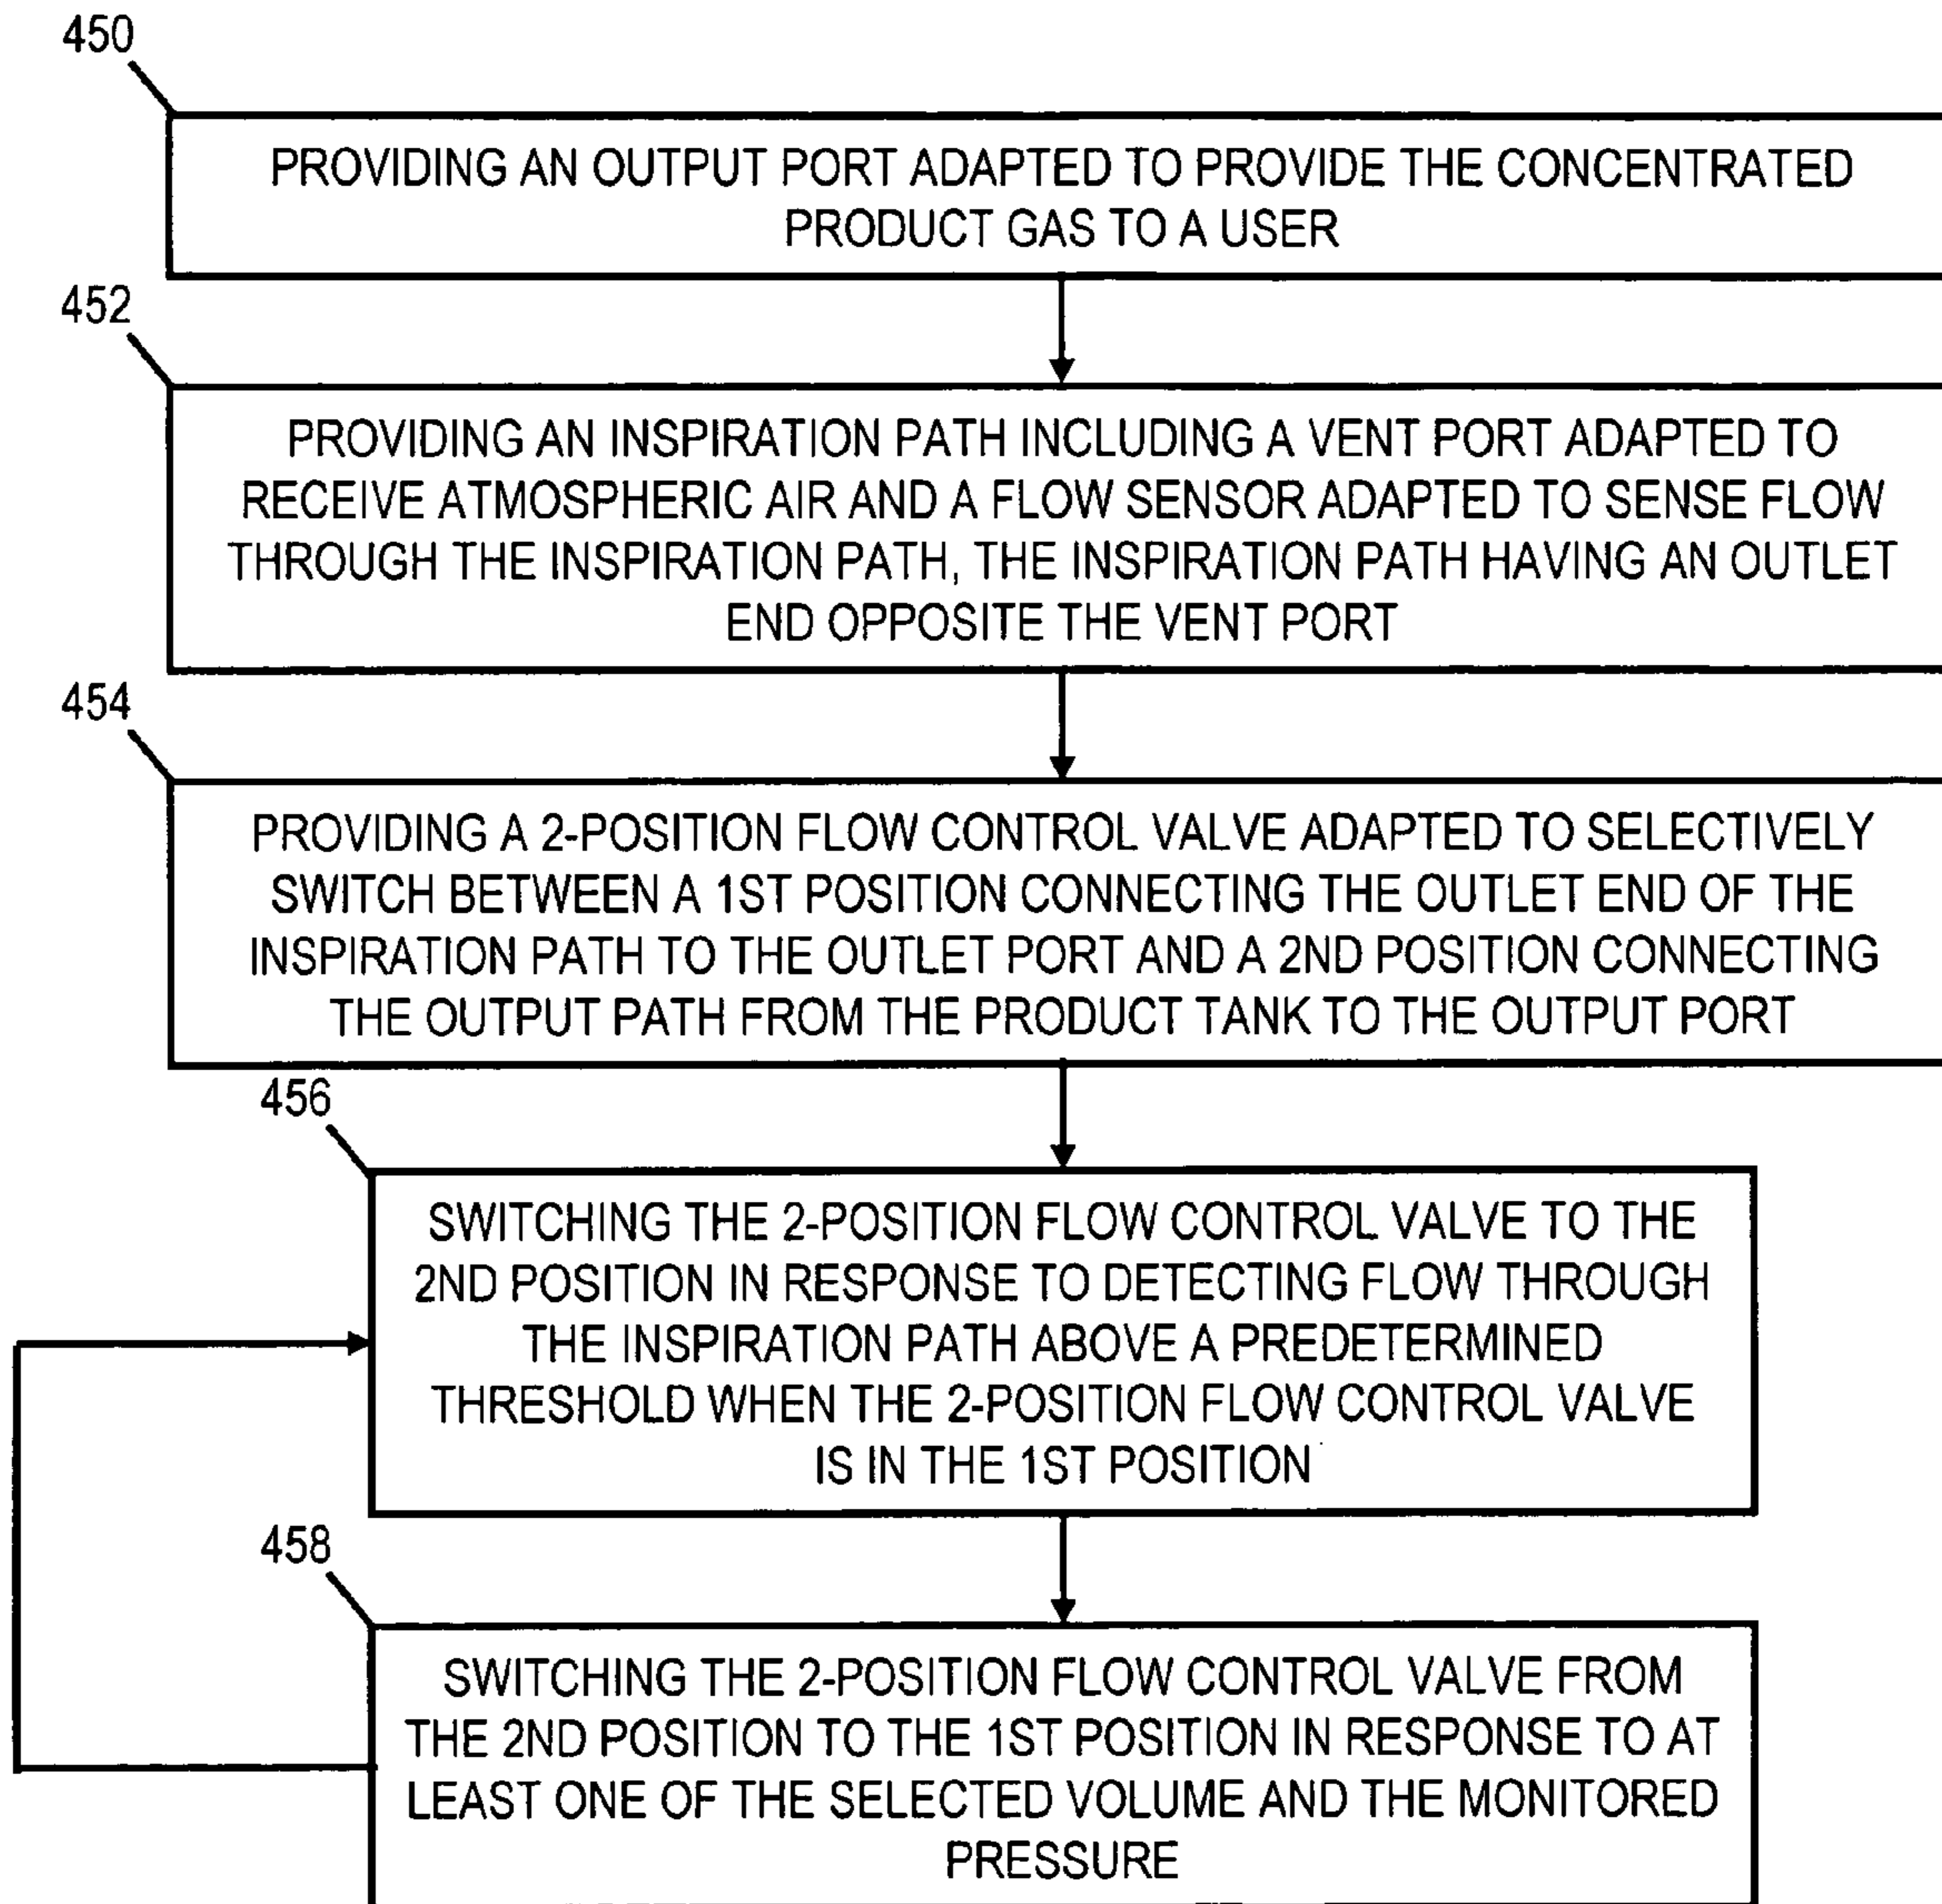 450
PROVIDING AN OUTPUT PORT ADAPTED TO PROVIDE THE CONCENTRATED
PRODUCT GAS TO A USER
452
PROVIDING AN INSPIRATION PATH INCLUDING A VENT PORT ADAPTED TO
RECEIVE ATMOSPHERIC AIR AND A FLOW SENSOR ADAPTED TO SENSE FLOW
THROUGH THE INSPIRATION PATH, THE INSPIRATION PATH HAVING AN OUTLET
END OPPOSITE THE VENT PORT
454
PROVIDING A 2-POSITION FLOW CONTROL VALVE ADAPTED TO SELECTIVELY
SWITCH BETWEEN A 1ST POSITION CONNECTING THE OUTLET END OF THE
INSPIRATION PATH TO THE OUTLET PORT AND A 2ND POSITION CONNECTING
THE OUTPUT PATH FROM THE PRODUCT TANK TO THE OUTPUT PORT
456
SWITCHING THE 2-POSITION FLOW CONTROL VALVE TO THE
2ND POSITION IN RESPONSE TO DETECTING FLOW THROUGH
THE INSPIRATION PATH ABOVE A PREDETERMINED
THRESHOLD WHEN THE 2-POSITION FLOW CONTROL VALVE
IS IN THE 1ST POSITION
458
SWITCHING THE 2-POSITION FLOW CONTROL VALVE FROM
THE 2ND POSITION TO THE 1ST POSITION IN RESPONSE TO AT
LEAST ONE OF THE SELECTED VOLUME AND THE MONITORED
PRESSURE